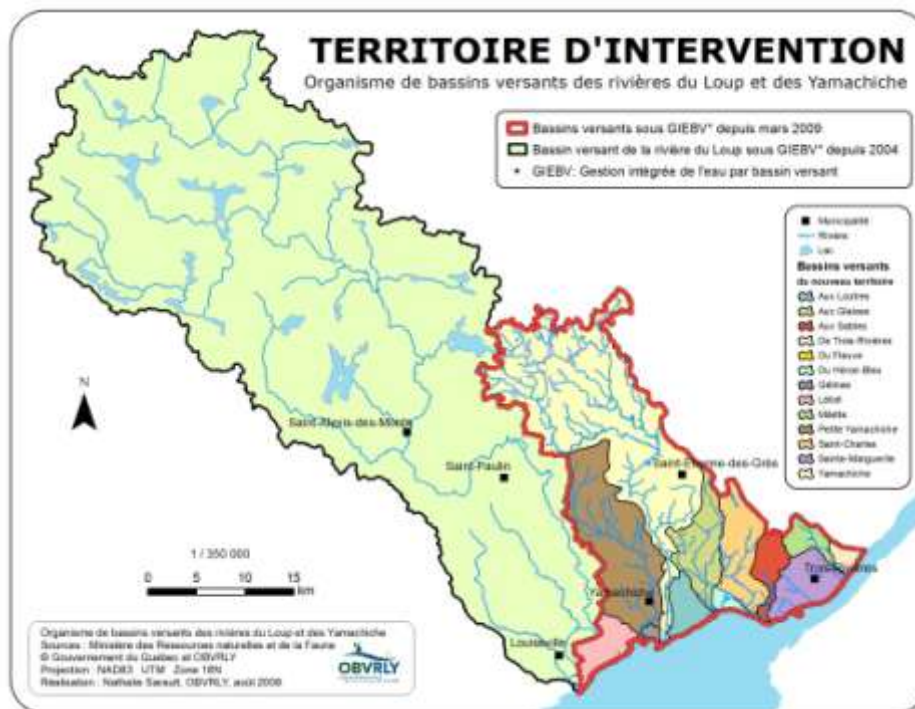 TERRITOIRE D'INTERVENTION
Organisme de bassins versants des rivières du Loup et des Yamachiche
Bassins versants sous GIEBV* depuis mars 2009
Bassin versant de la rivière du Loup sous GIEBV* depuis 2004
* GIEBV: Gestion intégrée de l'eau par bassin versant
Municipalité
Rivière
Lac
Bassins versants
du nouveau territoire
Aux Loutres
Aux Glaises
Aux Sables
De Trois-Rivières
Du Fleuve
Du Héron-Bleu
Lottot
Milette
Petite Yamachiche
Saint-Charles
Sainte-Marguerite
Yamachiche
N
Saint-Alexis-des-Monts
Saint-Paulin
Saint-Étienne-des-Grès
Trois-Rivières
Yamachiche
Louiseville
1 / 350 000
0 5 10 15
km
Organisme de bassins versants des rivières du Loup et des Yamachiche
Sources : Ministère des Ressources naturelles et de la Faune
© Gouvernement du Québec et OBVRLY
Projection : NAD83 UTM Zone 18N
Réalisation : Nathalie Sarault, OBVRLY, août 2009
OBVRLY